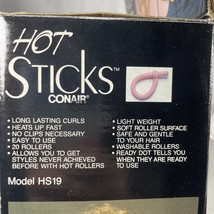 HOT
STICKS™
CONAIR®
• LONG LASTING CURLS
• HEATS UP FAST
• NO CLIPS NECESSARY
• EASY TO USE
• 20 ROLLERS
• ALLOWS YOU TO GET
STYLES NEVER ACHIEVED
BEFORE WITH HOT ROLLERS
• LIGHT WEIGHT
• SOFT ROLLER SURFACE
• SAFE AND GENTLE
TO YOUR HAIR
• WASHABLE ROLLERS
• READY DOT TELLS YOU
WHEN THEY ARE READY
TO USE
Model HS19